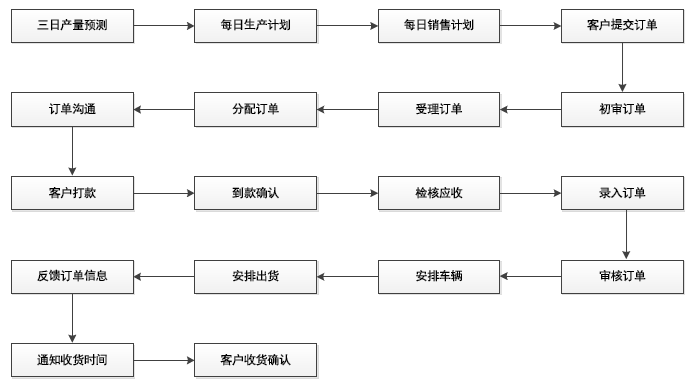 三日产量预测
每日生产计划
每日销售计划
客户提交订单
订单沟通
分配订单
受理订单
初审订单
客户打款
到款确认
检核应收
录入订单
反馈订单信息
安排出货
安排车辆
审核订单
通知收货时间
客户收货确认